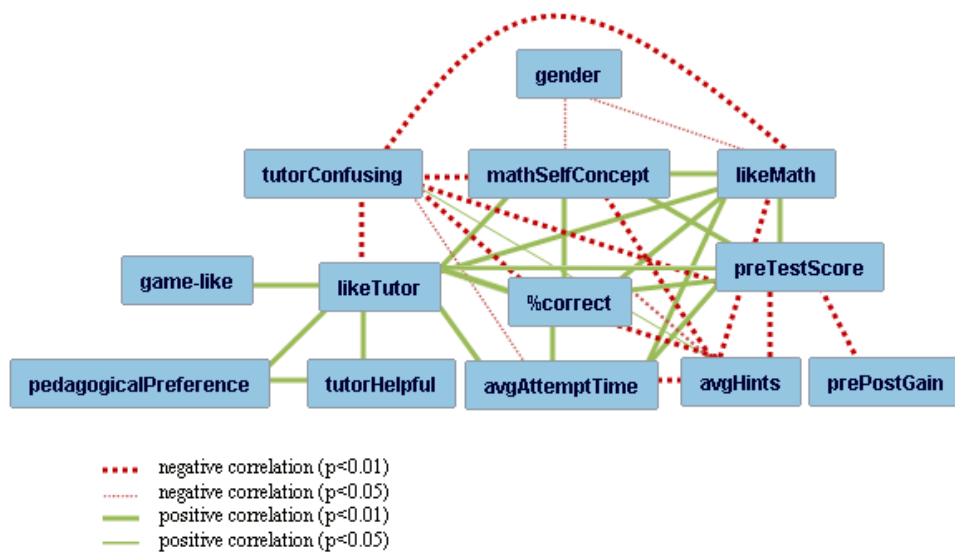 gender
tutorConfusing
mathSelfConcept
likeMath
game-like
likeTutor
%correct
preTestScore
pedagogicalPreference
tutorHelpful
avgAttemptTime
avgHints
prePostGain
negative correlation (p<0.01)
negative correlation (p<0.05)
positive correlation (p<0.01)
positive correlation (p<0.05)